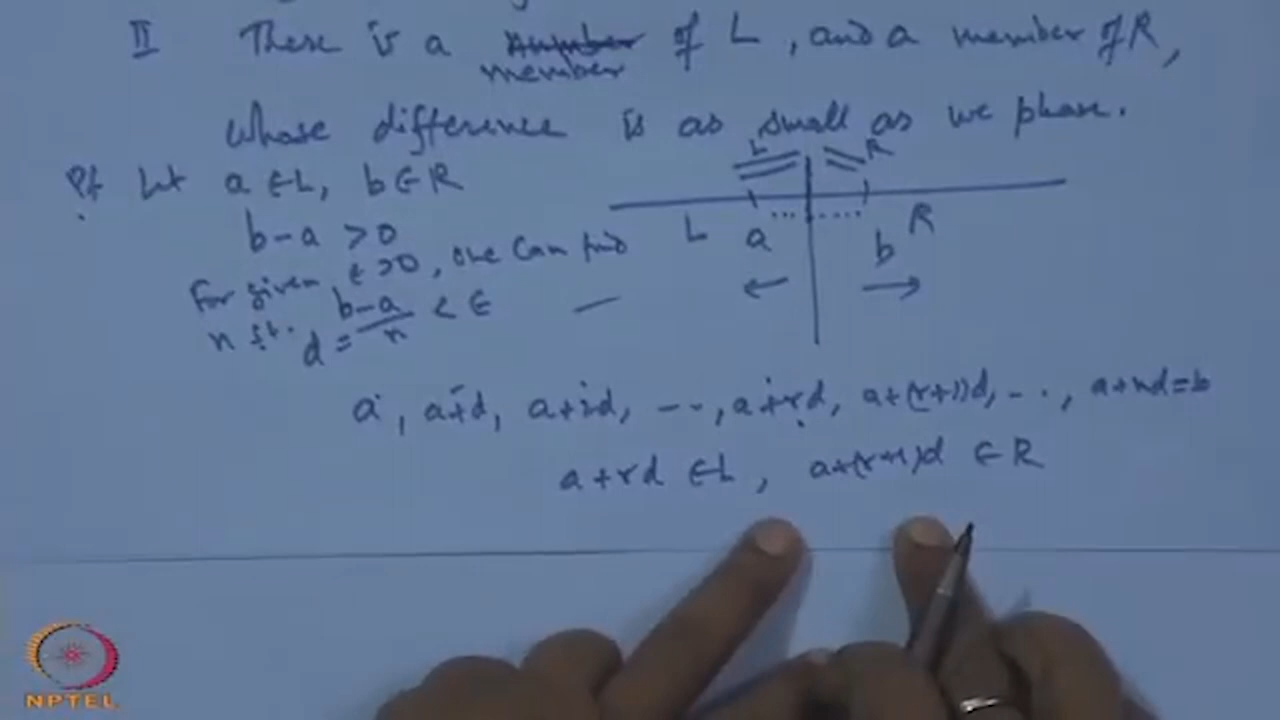 II There is a number of L, and a member of R,
member
whose difference is as small as we phase.
Pf Let a ∈ L, b ∈ R
L R
b-a > 0
L a b R
For given ε > 0, one can find
n s.t. d = b-a/n < ε
a, a+d, a+2d, --, a+rd, a+(r+1)d, - ·, a+nd=b
a+rd ∈ L, a+(r+1)d ∈ R
NPTEL